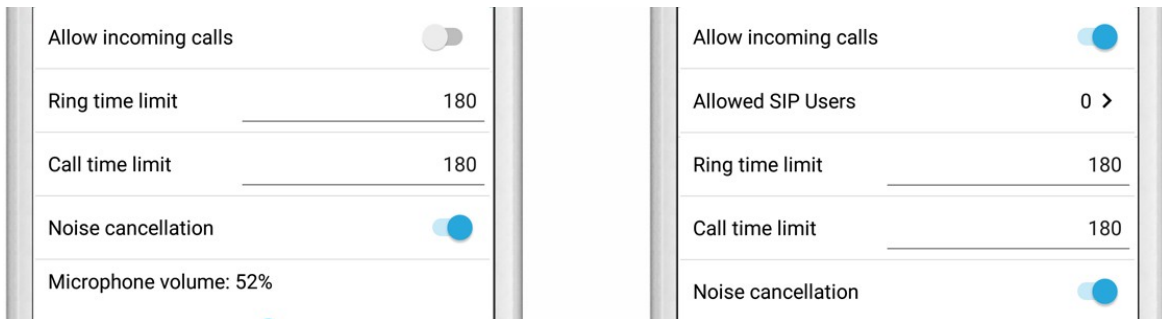 Allow incoming calls
Ring time limit 180
Call time limit 180
Noise cancellation
Microphone volume: 52%
Allow incoming calls
Allowed SIP Users 0 >
Ring time limit 180
Call time limit 180
Noise cancellation